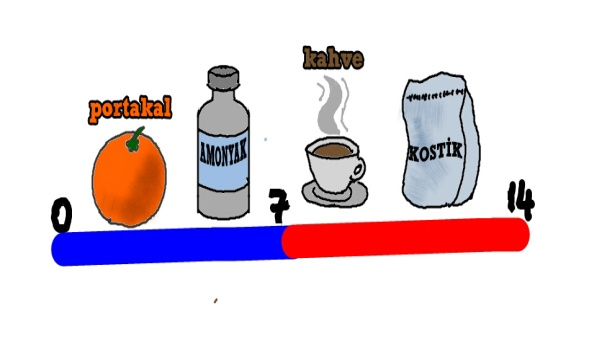 kahve
portakal
AMONYAK
KOSTİK
0
7
14